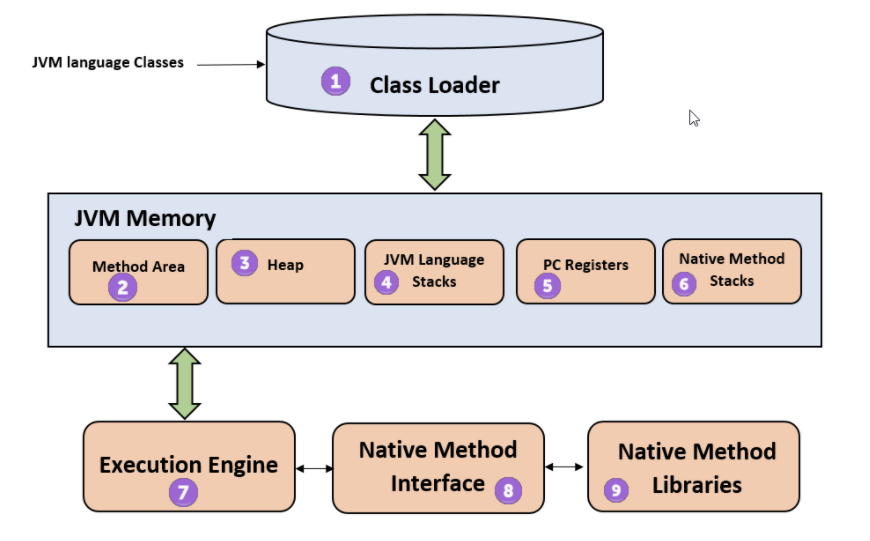 JVM language Classes
1 Class Loader
JVM Memory
Method Area
2
3 Heap
JVM Language
4 Stacks
PC Registers
5
Native Method
6 Stacks
Execution Engine
7
Native Method
Interface 8
Native Method
9 Libraries